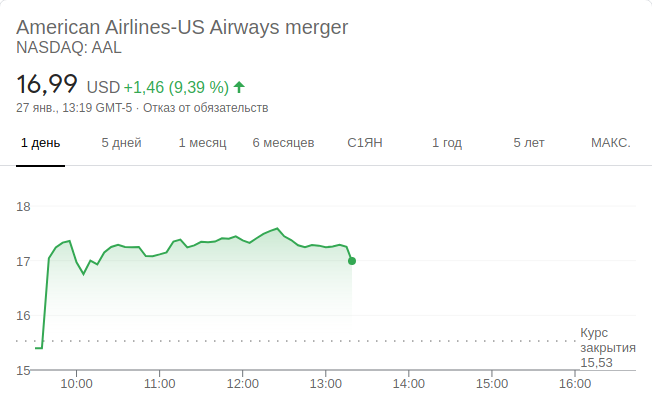 American Airlines-US Airways merger
NASDAQ: AAL
16,99 USD +1,46 (9,39 %)
27 янв., 13:19 GMT-5 · Отказ от обязательств
1 день 5 дней 1 месяц 6 месяцев С1ЯН 1 год 5 лет МАКС.
18
17
16
15
Курс
закрытия
15,53
10:00 11:00 12:00 13:00 14:00 15:00 16:00